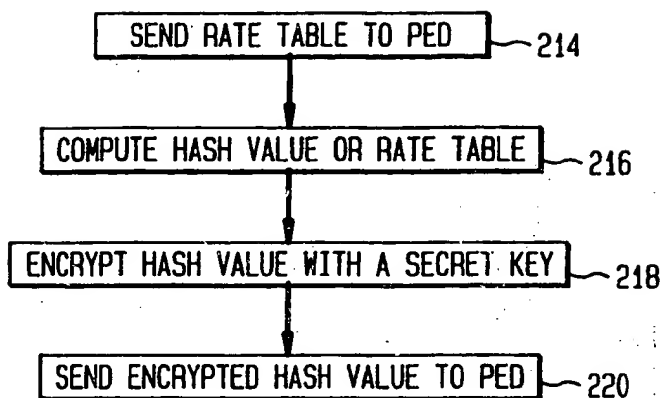 SEND RATE TABLE TO PED 214
COMPUTE HASH VALUE OR RATE TABLE 216
ENCRYPT HASH VALUE WITH A SECRET KEY 218
SEND ENCRYPTED HASH VALUE TO PED 220